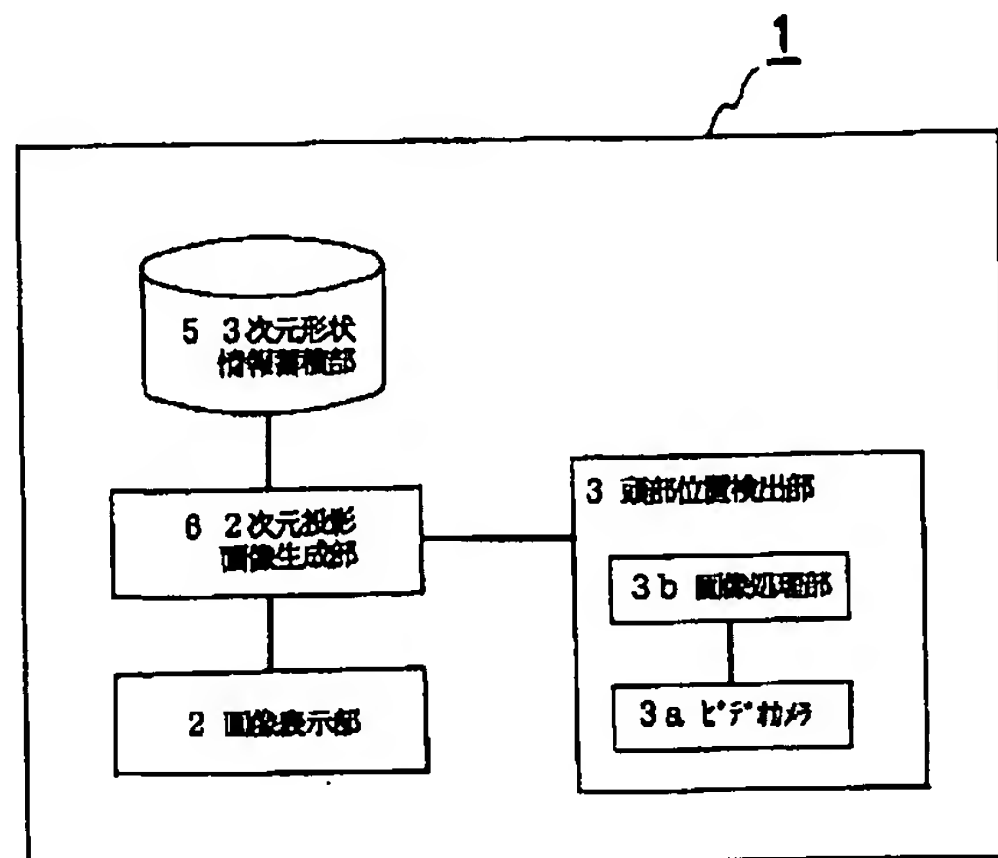 1
5 3次元形状
情報蓄積部
6 2次元投影
画像生成部
2 画像表示部
3 頭部位置検出部
3b 画像処理部
3a ビデオカメラ